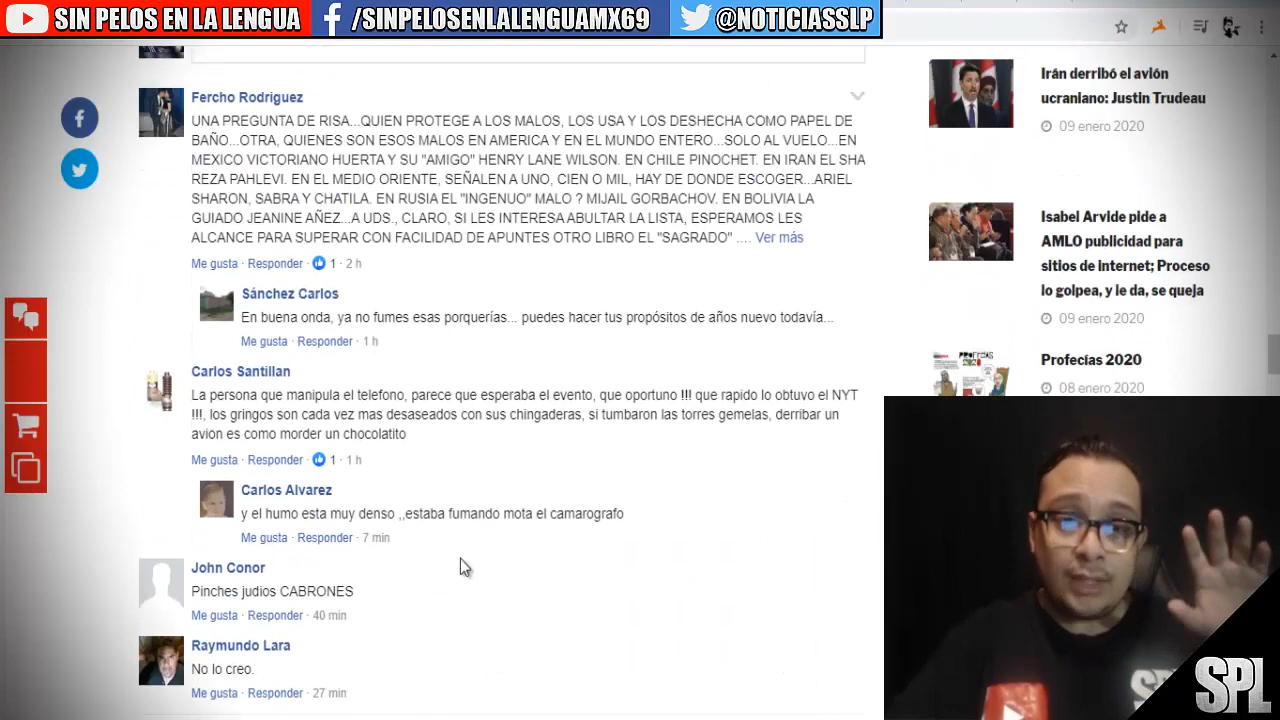 SIN PELOS EN LA LENGUA
/SINPELOSENLALENGUAMX69
@NOTICIASSLP
Fercho Rodriguez
UNA PREGUNTA DE RISA...QUIEN PROTEGE A LOS MALOS, LOS USA Y LOS DESHECHA COMO PAPEL DE
BAÑO...OTRA, QUIENES SON ESOS MALOS EN AMERICA Y EN EL MUNDO ENTERO...SOLO AL VUELO...EN
MEXICO VICTORIANO HUERTA Y SU "AMIGO" HENRY LANE WILSON. EN CHILE PINOCHET. EN IRAN EL SHA
REZA PAHLEVI. EN EL MEDIO ORIENTE, SEÑALEN A UNO, CIEN O MIL, HAY DE DONDE ESCOGER...ARIEL
SHARON, SABRA Y CHATILA. EN RUSIA EL "INGENUO" MALO ? MIJAIL GORBACHOV. EN BOLIVIA LA
GUIADO JEANINE AÑEZ...A UDS., CLARO, SI LES INTERESA ABULTAR LA LISTA, ESPERAMOS LES
ALCANCE PARA SUPERAR CON FACILIDAD DE APUNTES OTRO LIBRO EL "SAGRADO" .... Ver más
Me gusta · Responder · 1 · 2 h
Sánchez Carlos
En buena onda, ya no fumes esas porquerías... puedes hacer tus propósitos de años nuevo todavía...
Me gusta · Responder · 1 h
Carlos Santillan
La persona que manipula el telefono, parece que esperaba el evento, que oportuno !!! que rapido lo obtuvo el NYT
!!!, los gringos son cada vez mas desaseados con sus chingaderas, si tumbaron las torres gemelas, derribar un
avion es como morder un chocolatito
Me gusta · Responder · 1 · 1 h
Carlos Alvarez
y el humo esta muy denso ,,estaba fumando mota el camarografo
Me gusta · Responder · 7 min
John Conor
Pinches judios CABRONES
Me gusta · Responder · 40 min
Raymundo Lara
No lo creo.
Me gusta · Responder · 27 min
Irán derribó el avión
ucraniano: Justin Trudeau
09 enero 2020
Isabel Arvide pide a
AMLO publicidad para
sitios de internet; Proceso
lo golpea, y le da, se queja
09 enero 2020
Profecías 2020
08 enero 2020
SPL